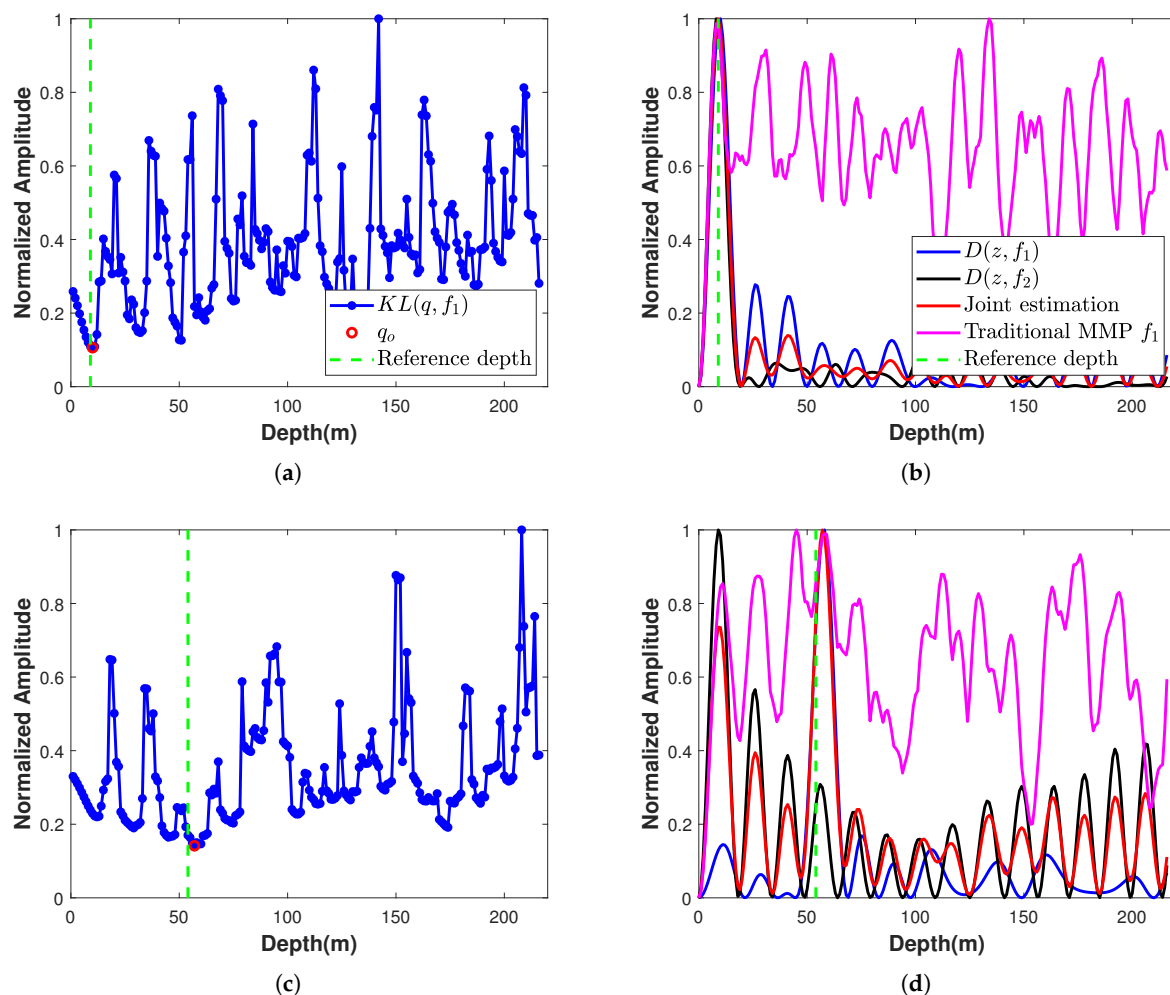 1
0.8
0.6
0.4
0.2
0
Normalized Amplitude
KL(q, f₁)
qₒ
Reference depth
0 50 100 150 200
Depth(m)
(a)
1
0.8
0.6
0.4
0.2
0
Normalized Amplitude
D(z, f₁)
D(z, f₂)
Joint estimation
Traditional MMP f₁
Reference depth
0 50 100 150 200
Depth(m)
(b)
1
0.8
0.6
0.4
0.2
0
Normalized Amplitude
0 50 100 150 200
Depth(m)
(c)
1
0.8
0.6
0.4
0.2
0
Normalized Amplitude
0 50 100 150 200
Depth(m)
(d)